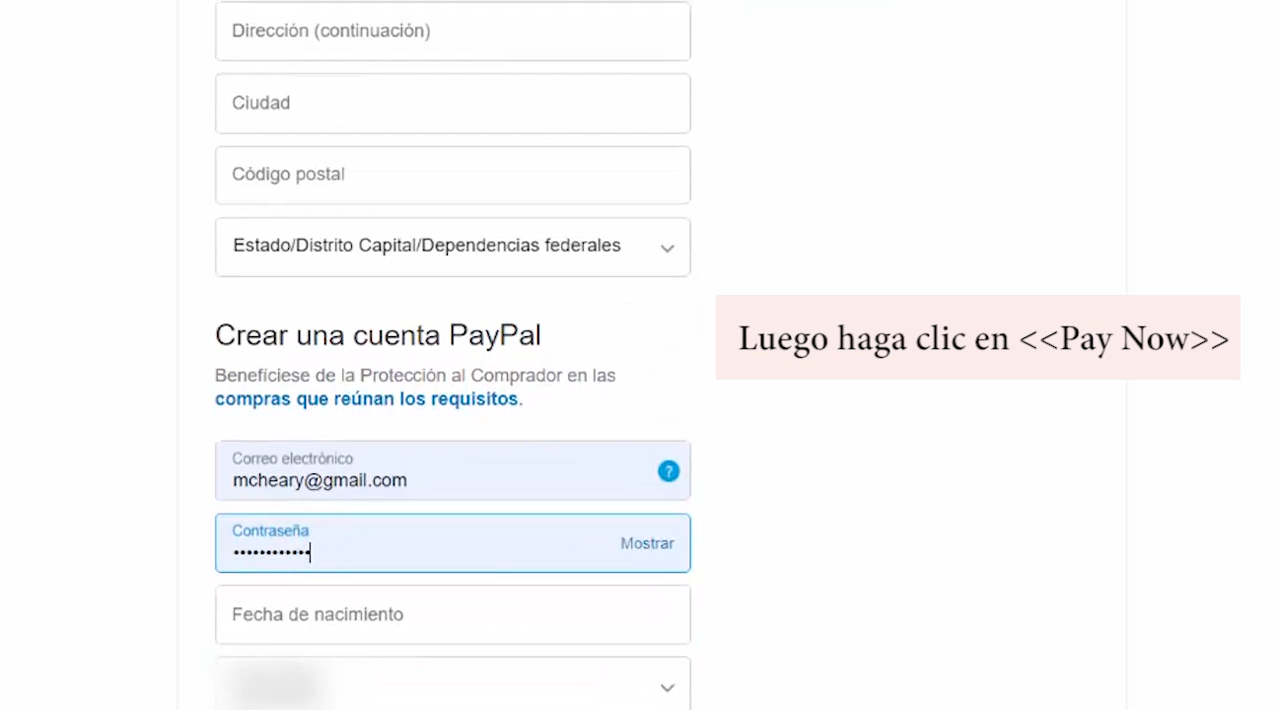 Dirección (continuación)
Ciudad
Código postal
Estado/Distrito Capital/Dependencias federales
Crear una cuenta PayPal
Benefíciese de la Protección al Comprador en las
compras que reúnan los requisitos.
Luego haga clic en <<Pay Now>>
Correo electrónico
mcheary@gmail.com
?
Contraseña
••••••••••••
Mostrar
Fecha de nacimiento